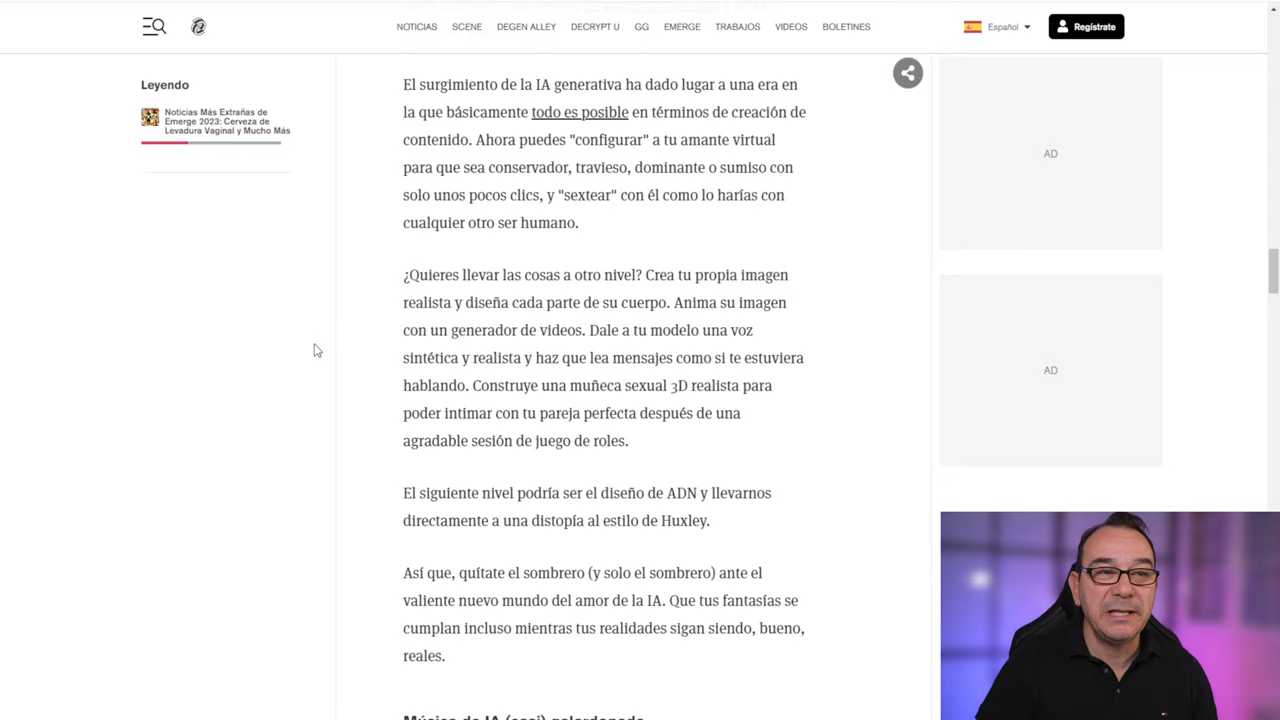 NOTICIAS SCENE DEGEN ALLEY DECRYPT U GG EMERGE TRABAJOS VIDEOS BOLETINES
Español
Regístrate
Leyendo
Noticias Más Extrañas de
Emerge 2023: Cerveza de
Levadura Vaginal y Mucho Más
El surgimiento de la IA generativa ha dado lugar a una era en
la que básicamente todo es posible en términos de creación de
contenido. Ahora puedes "configurar" a tu amante virtual
para que sea conservador, travieso, dominante o sumiso con
solo unos pocos clics, y "sextear" con él como lo harías con
cualquier otro ser humano.
¿Quieres llevar las cosas a otro nivel? Crea tu propia imagen
realista y diseña cada parte de su cuerpo. Anima su imagen
con un generador de videos. Dale a tu modelo una voz
sintética y realista y haz que lea mensajes como si te estuviera
hablando. Construye una muñeca sexual 3D realista para
poder intimar con tu pareja perfecta después de una
agradable sesión de juego de roles.
El siguiente nivel podría ser el diseño de ADN y llevarnos
directamente a una distopía al estilo de Huxley.
Así que, quítate el sombrero (y solo el sombrero) ante el
valiente nuevo mundo del amor de la IA. Que tus fantasías se
cumplan incluso mientras tus realidades sigan siendo, bueno,
reales.
Música de IA (casi) galardonada
AD
AD